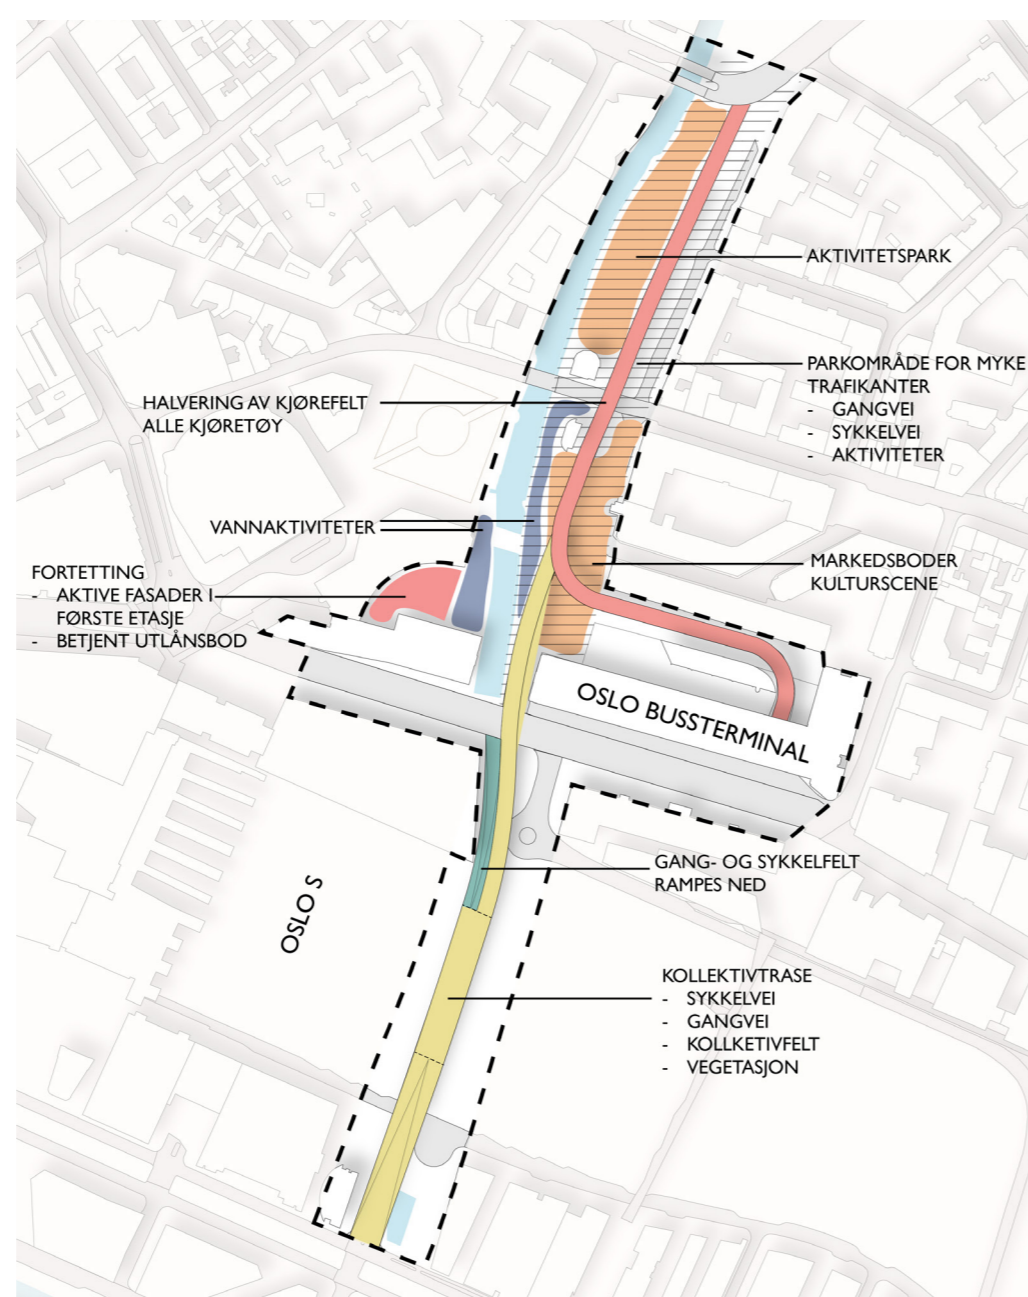 AKTIVITETSPARK
PARKOMRÅDE FOR MYKE
TRAFIKANTER
- GANGVEI
- SYKKELVEI
- AKTIVITETER
HALVERING AV KJØREFELT
ALLE KJØRETØY
VANNAKTIVITETER
MARKEDSBODER
KULTURSCENE
FORTETTING
- AKTIVE FASADER I
FØRSTE ETASJE
- BETJENT UTLÅNSBOD
OSLO BUSSTERMINAL
GANG- OG SYKKELFELT
RAMPES NED
OSLO S
KOLLEKTIVTRASE
- SYKKELVEI
- GANGVEI
- KOLLKETIVFELT
- VEGETASJON